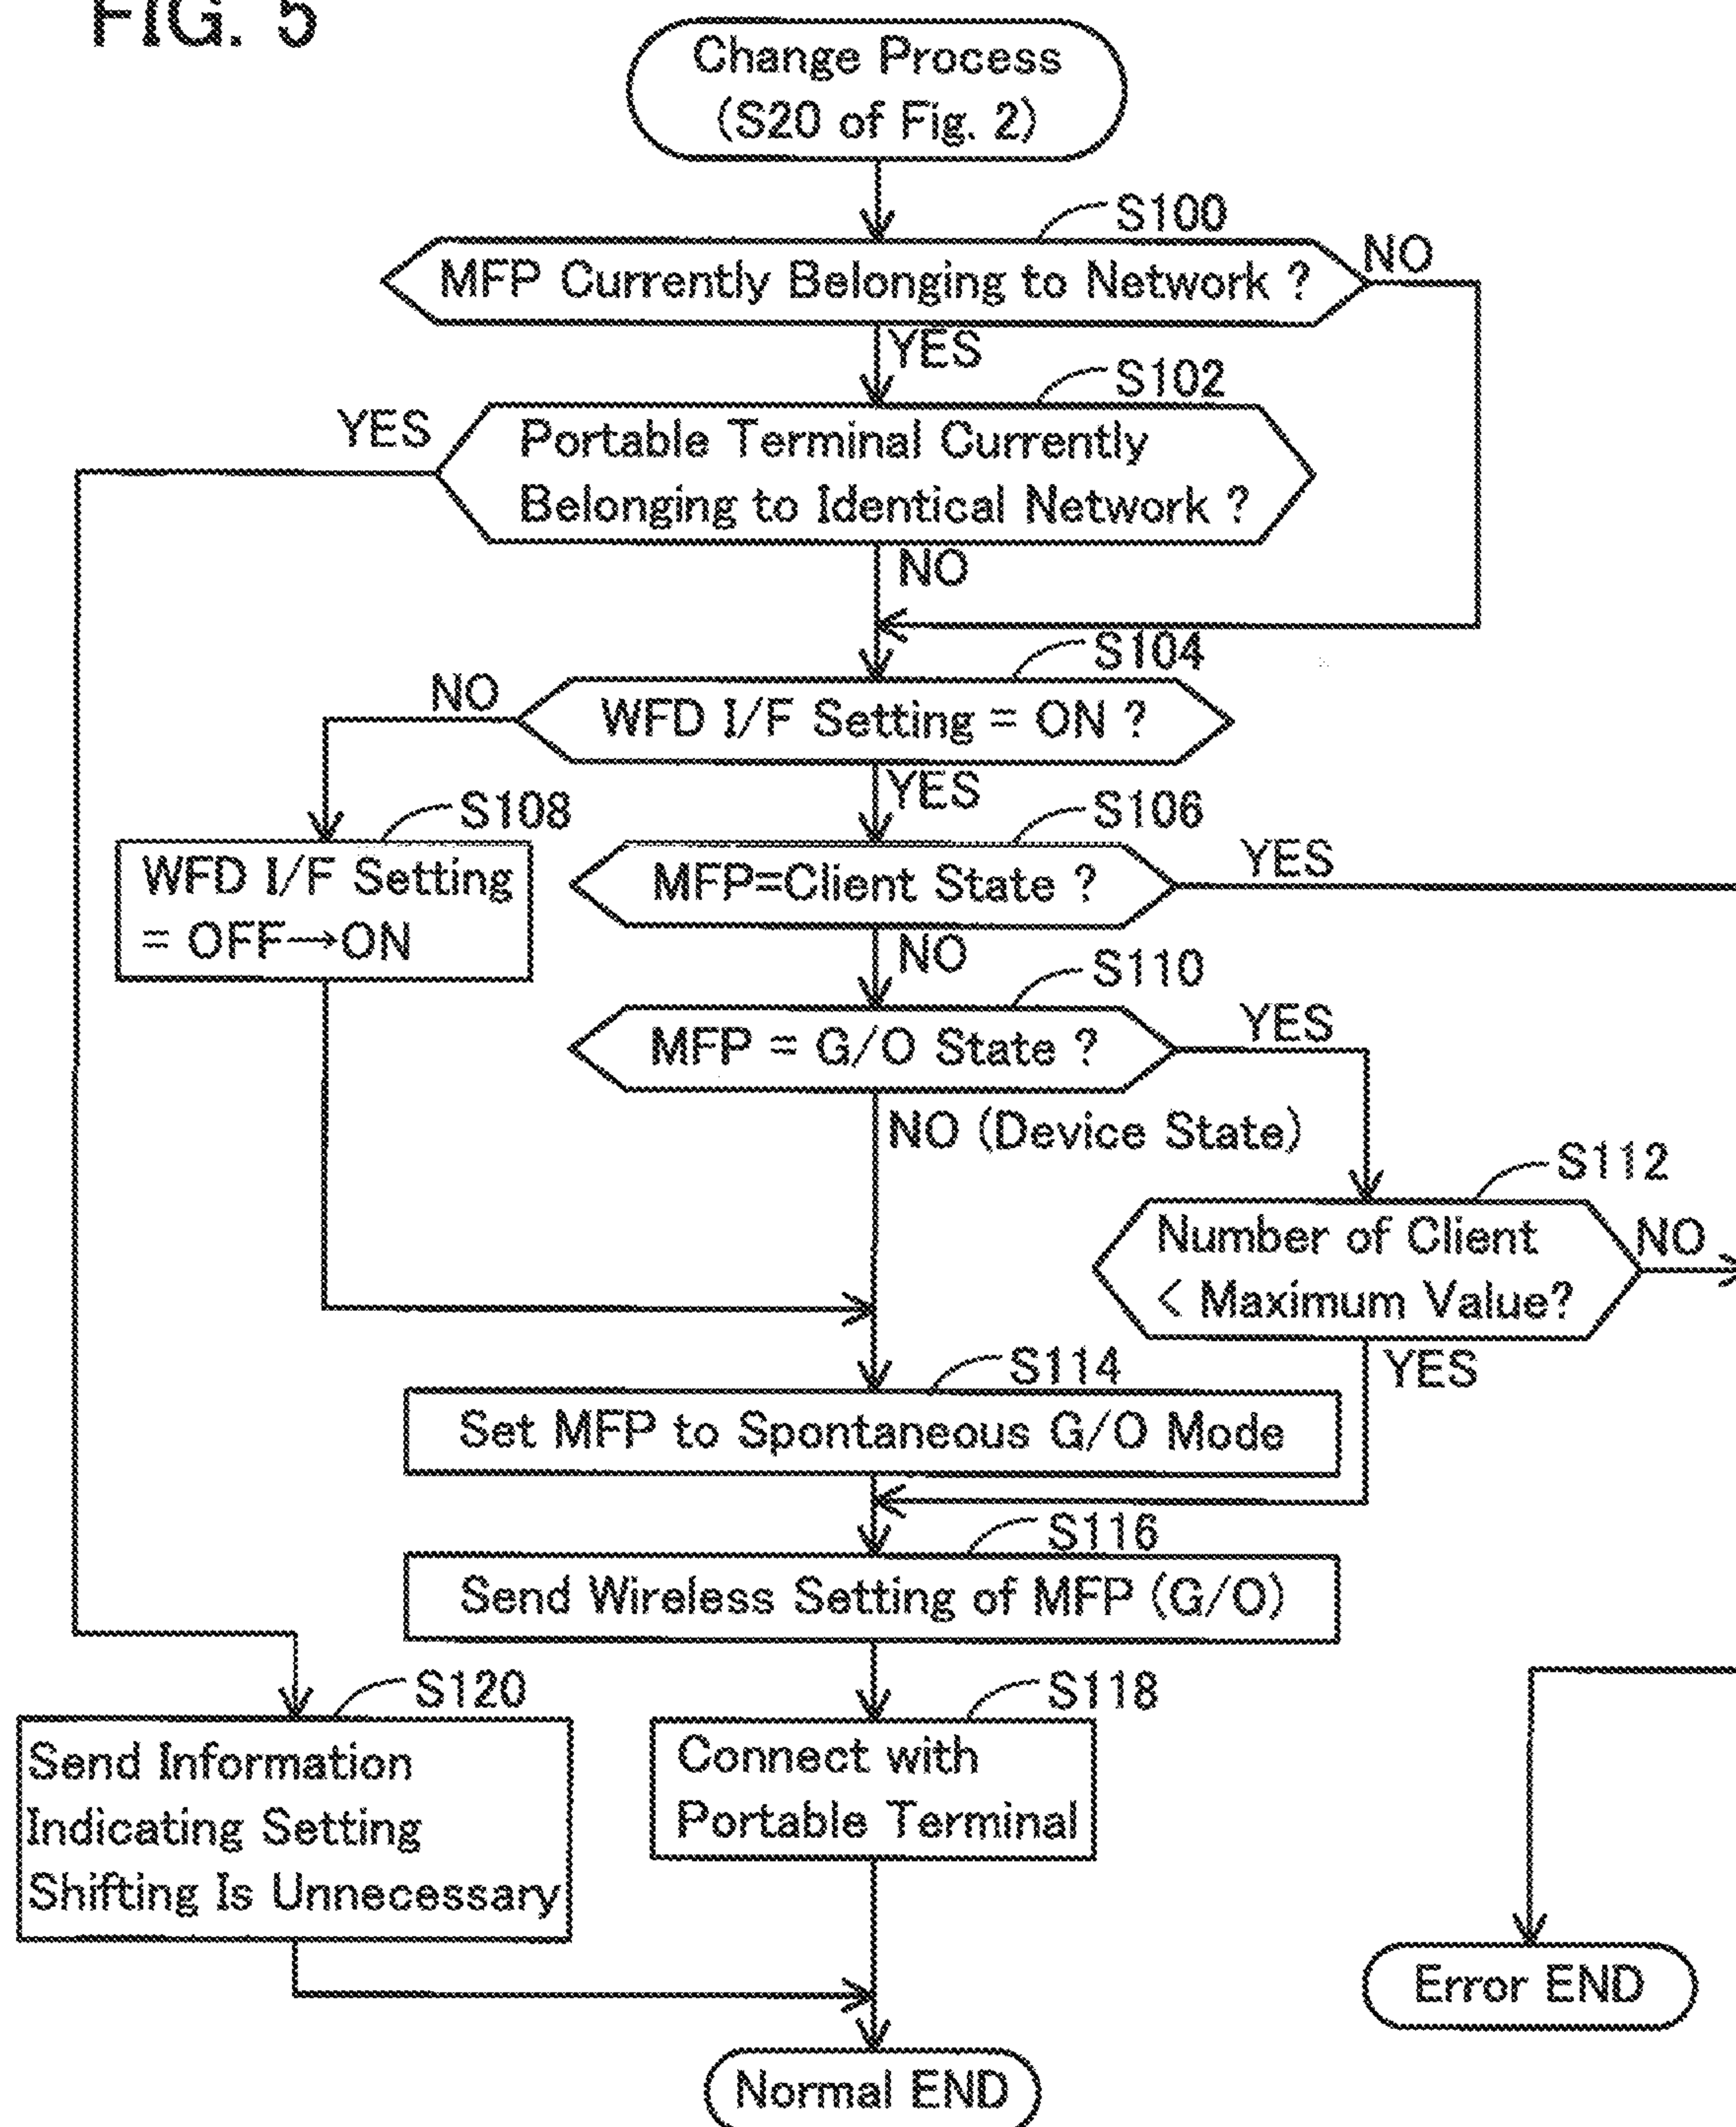 FIG. 5
Change Process
(S20 of Fig. 2)
S100
MFP Currently Belonging to Network ?
NO
YES
S102
YES
Portable Terminal Currently
Belonging to Identical Network ?
NO
S104
NO
WFD I/F Setting = ON ?
YES
S108
S106
WFD I/F Setting
= OFF→ON
MFP=Client State ?
YES
NO
S110
MFP = G/O State ?
YES
NO (Device State)
S112
Number of Client
< Maximum Value?
NO
YES
S114
Set MFP to Spontaneous G/O Mode
S116
Send Wireless Setting of MFP (G/O)
S120
S118
Send Information
Indicating Setting
Shifting Is Unnecessary
Connect with
Portable Terminal
Error END
Normal END